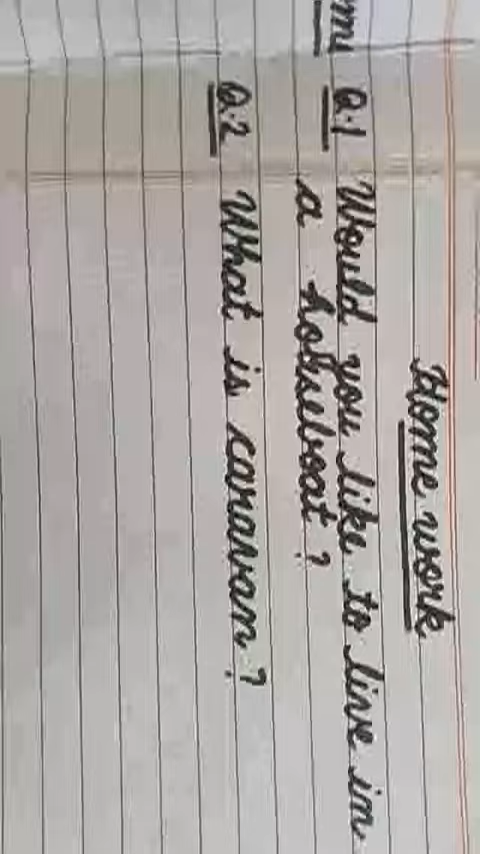 Home work
Q.1 Would you like to live in
a houseboat?
Q.2 What is caravan?